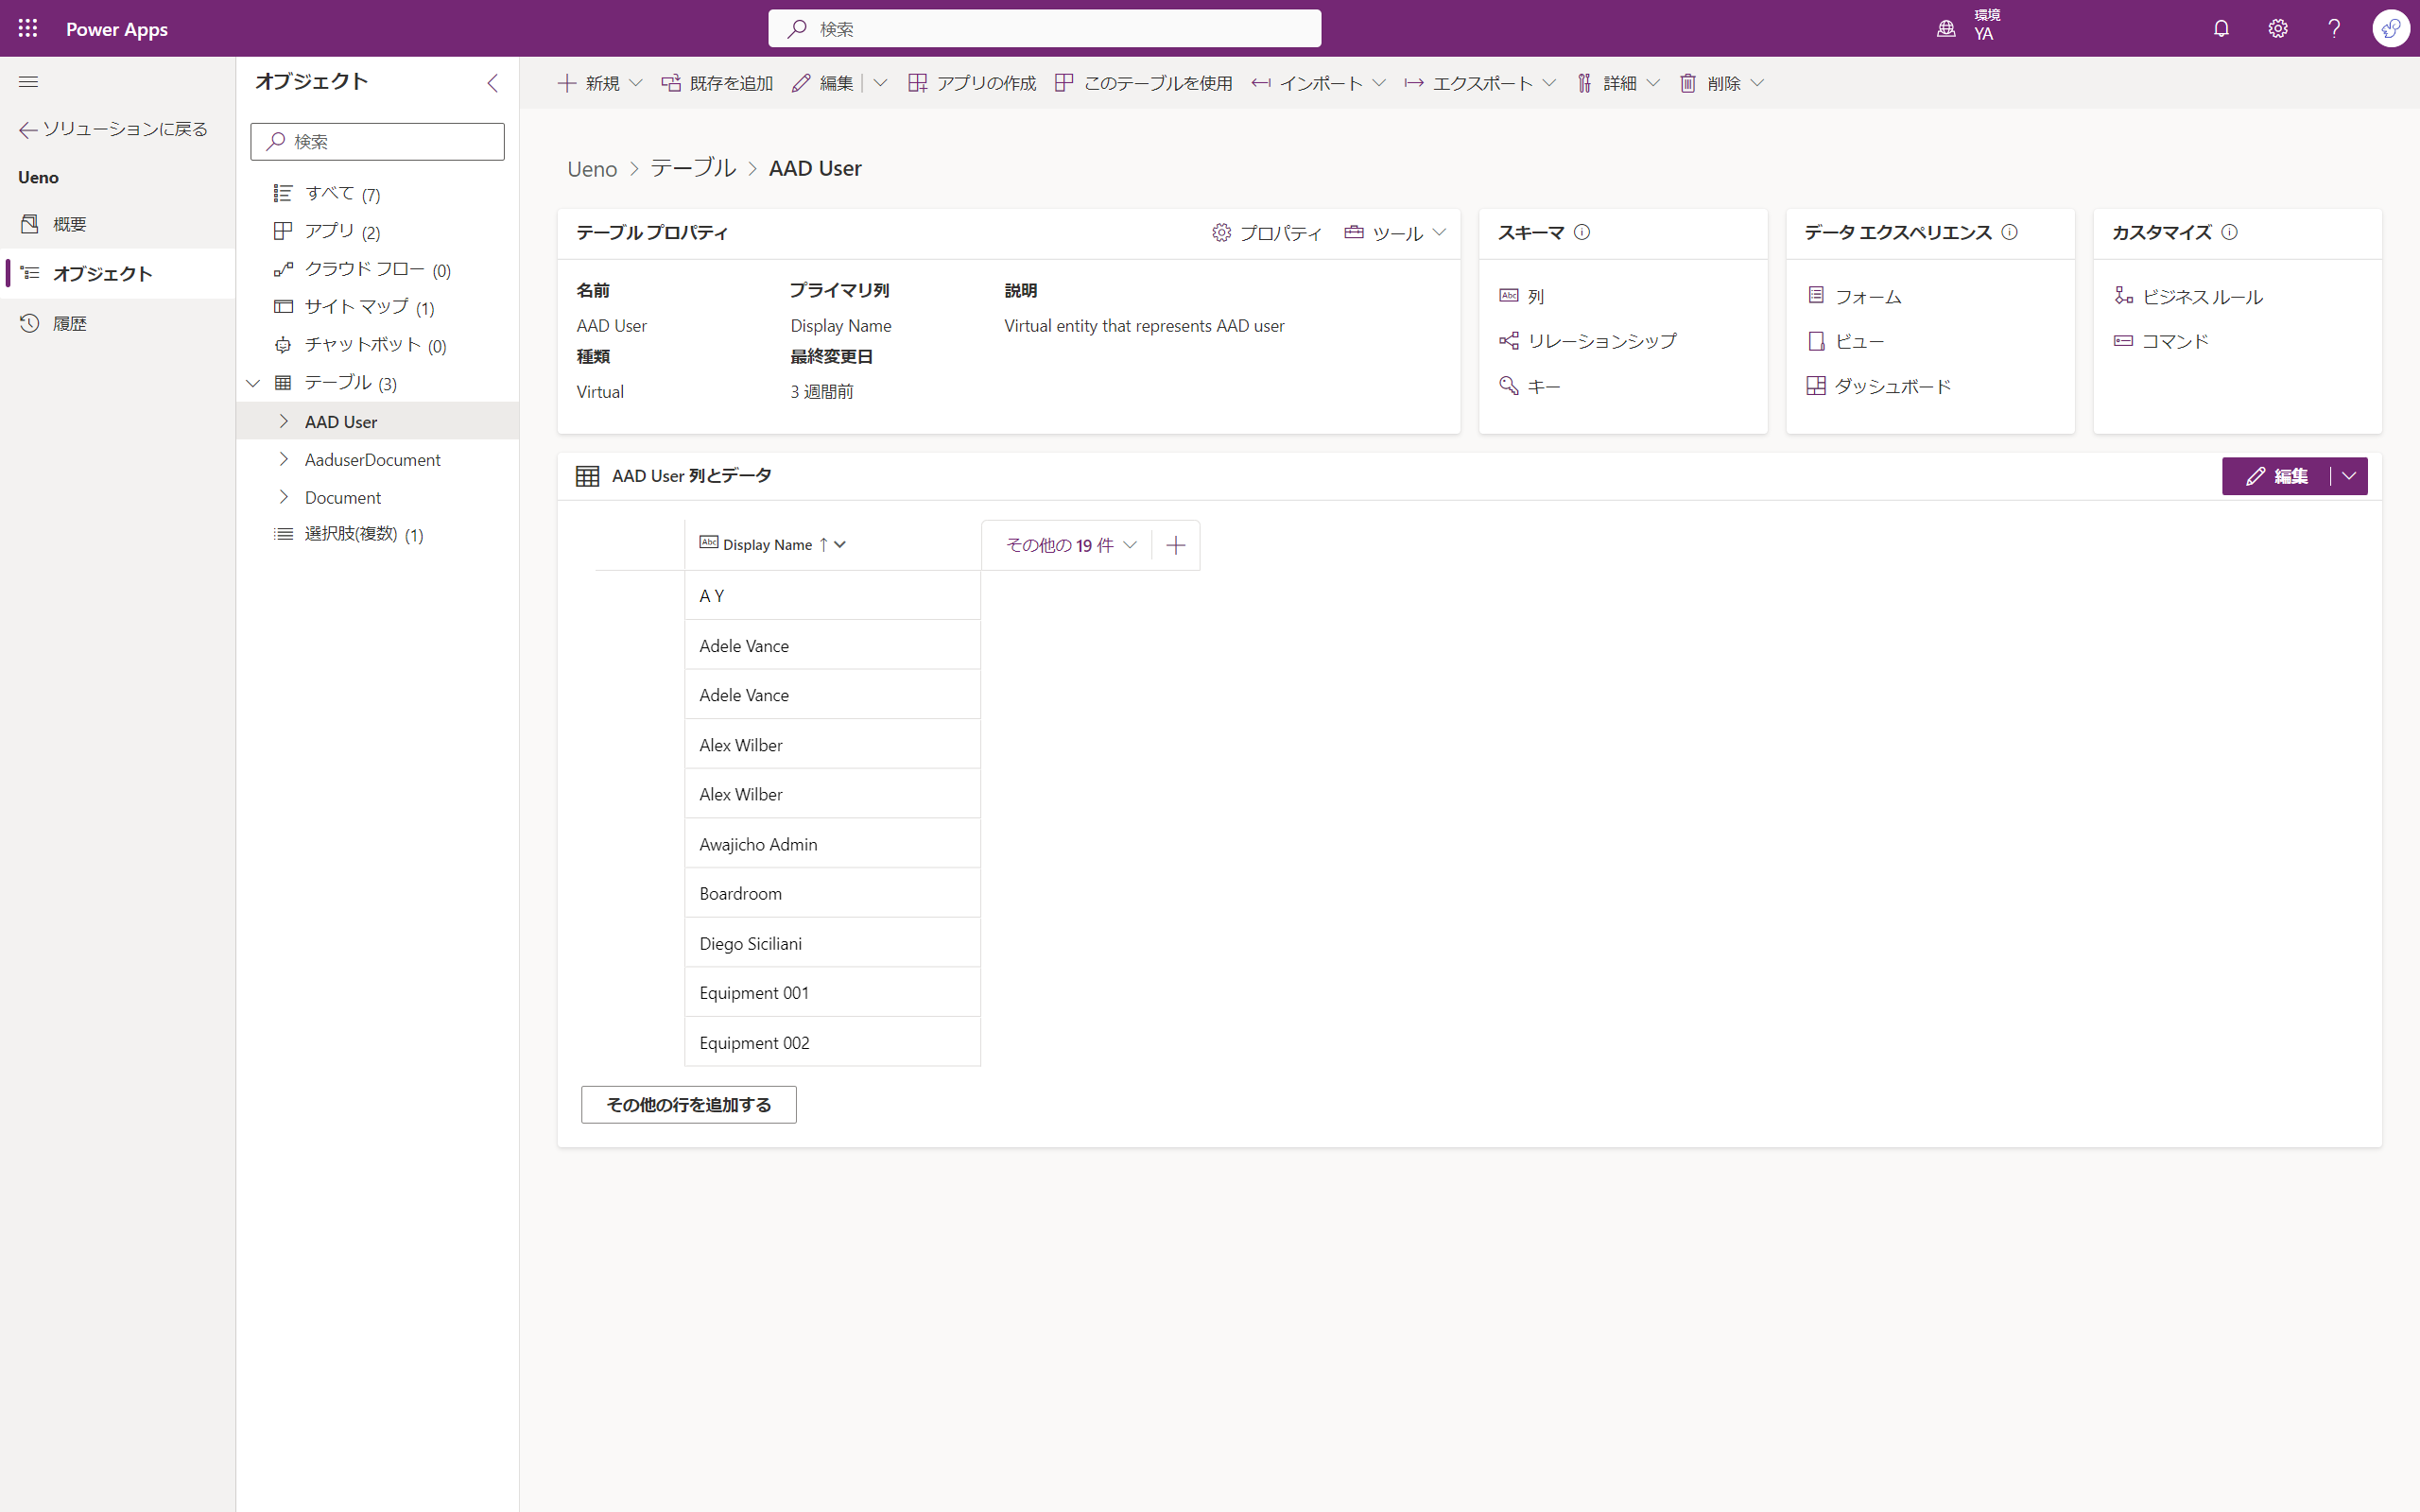 Power Apps
検索
環境
YA
ソリューションに戻る
Ueno
概要
オブジェクト
履歴
オブジェクト
検索
すべて (7)
アプリ (2)
クラウド フロー (0)
サイト マップ (1)
チャットボット (0)
テーブル (3)
AAD User
AaduserDocument
Document
選択肢(複数) (1)
新規 既存を追加 編集 アプリの作成 このテーブルを使用 インポート エクスポート 詳細 削除
Ueno > テーブル > AAD User
テーブル プロパティ プロパティ ツール
名前 プライマリ列 説明
AAD User Display Name Virtual entity that represents AAD user
種類 最終変更日
Virtual 3 週間前
スキーマ
列
リレーションシップ
キー
データ エクスペリエンス
フォーム
ビュー
ダッシュボード
カスタマイズ
ビジネス ルール
コマンド
AAD User 列とデータ 編集
Abc Display Name ↑ その他の 19 件
A Y
Adele Vance
Adele Vance
Alex Wilber
Alex Wilber
Awajicho Admin
Boardroom
Diego Siciliani
Equipment 001
Equipment 002
その他の行を追加する